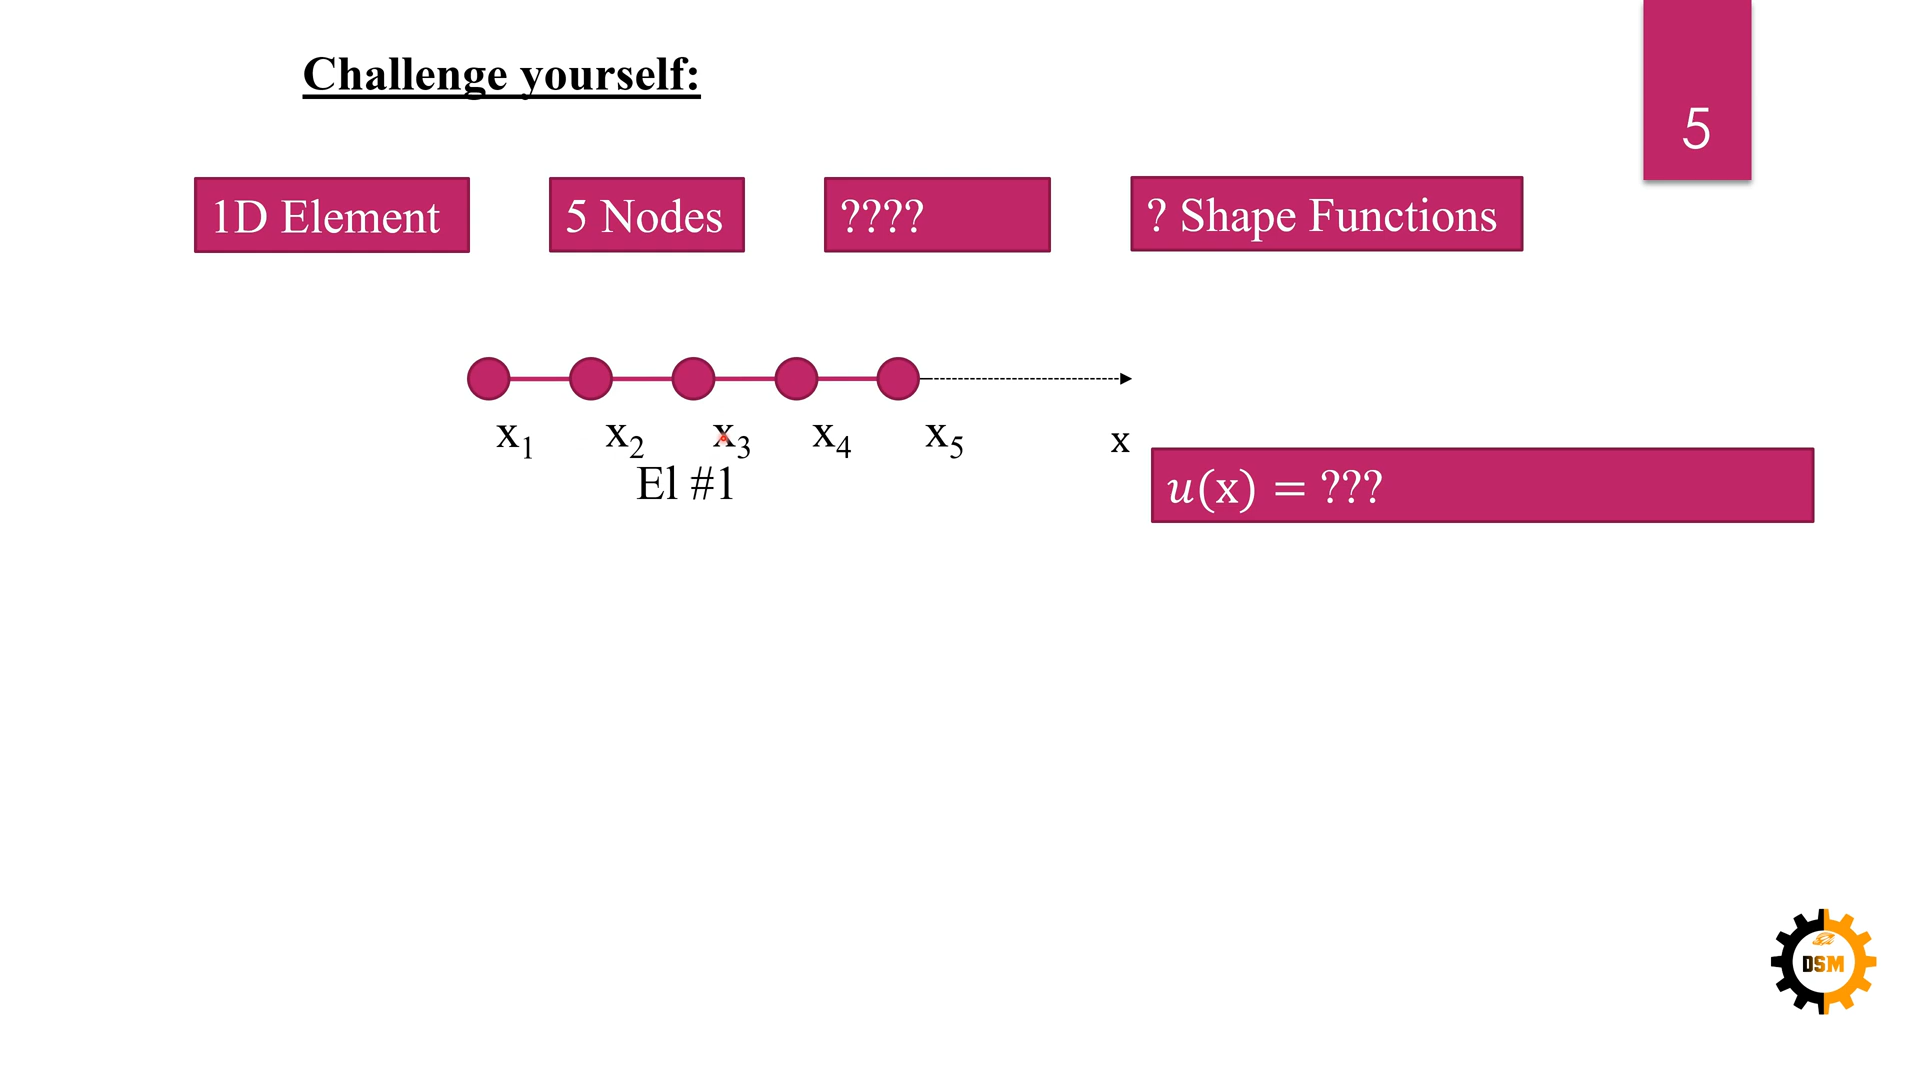 Challenge yourself:
5
1D Element
5 Nodes
????
? Shape Functions
x₁
x₂
x₃
x₄
x₅
x
El #1
u(x) = ???
DSM